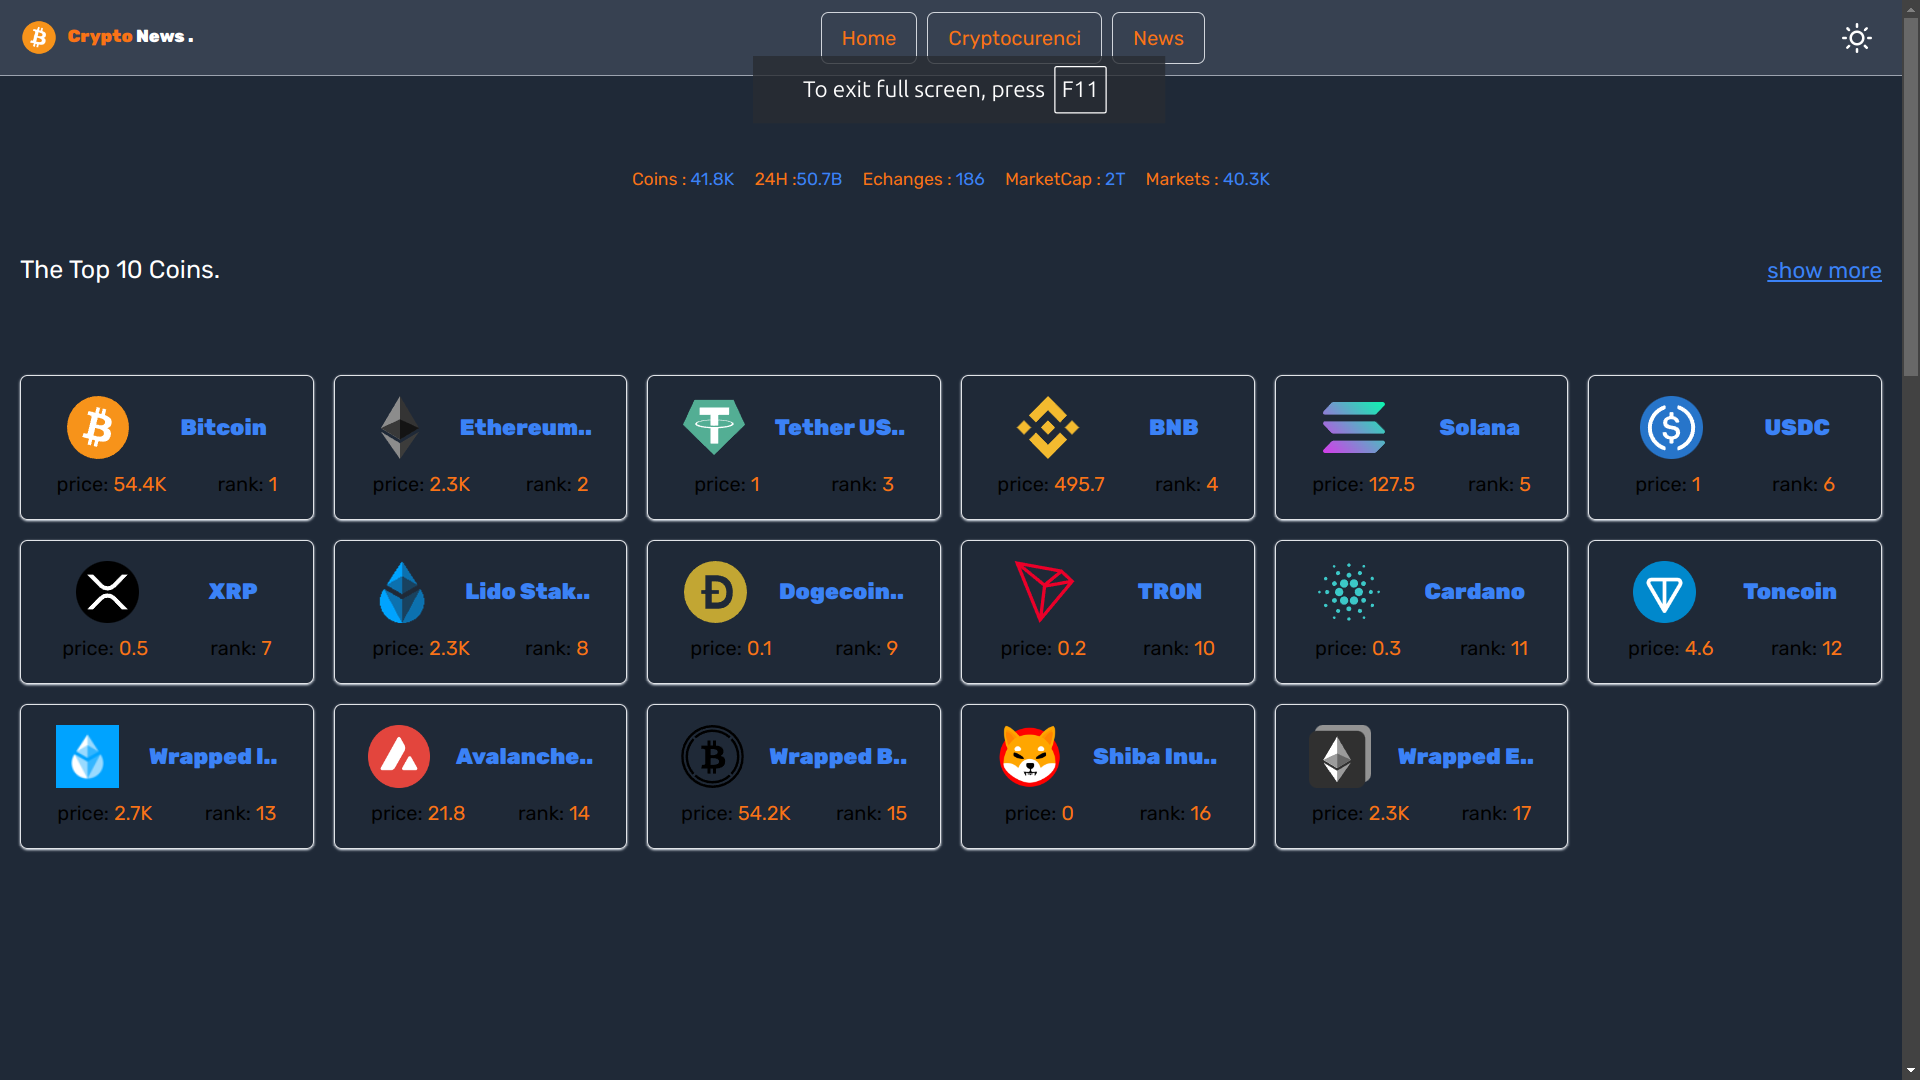 Crypto News .
Home Cryptocurenci News
To exit full screen, press F11
Coins : 41.8K 24H :50.7B Echanges : 186 MarketCap : 2T Markets : 40.3K
The Top 10 Coins. show more
Bitcoin Ethereum.. Tether US.. BNB Solana USDC
price: 54.4K rank: 1 price: 2.3K rank: 2 price: 1 rank: 3 price: 495.7 rank: 4 price: 127.5 rank: 5 price: 1 rank: 6
XRP Lido Stak.. Dogecoin.. TRON Cardano Toncoin
price: 0.5 rank: 7 price: 2.3K rank: 8 price: 0.1 rank: 9 price: 0.2 rank: 10 price: 0.3 rank: 11 price: 4.6 rank: 12
Wrapped l.. Avalanche.. Wrapped B.. Shiba Inu.. Wrapped E..
price: 2.7K rank: 13 price: 21.8 rank: 14 price: 54.2K rank: 15 price: 0 rank: 16 price: 2.3K rank: 17